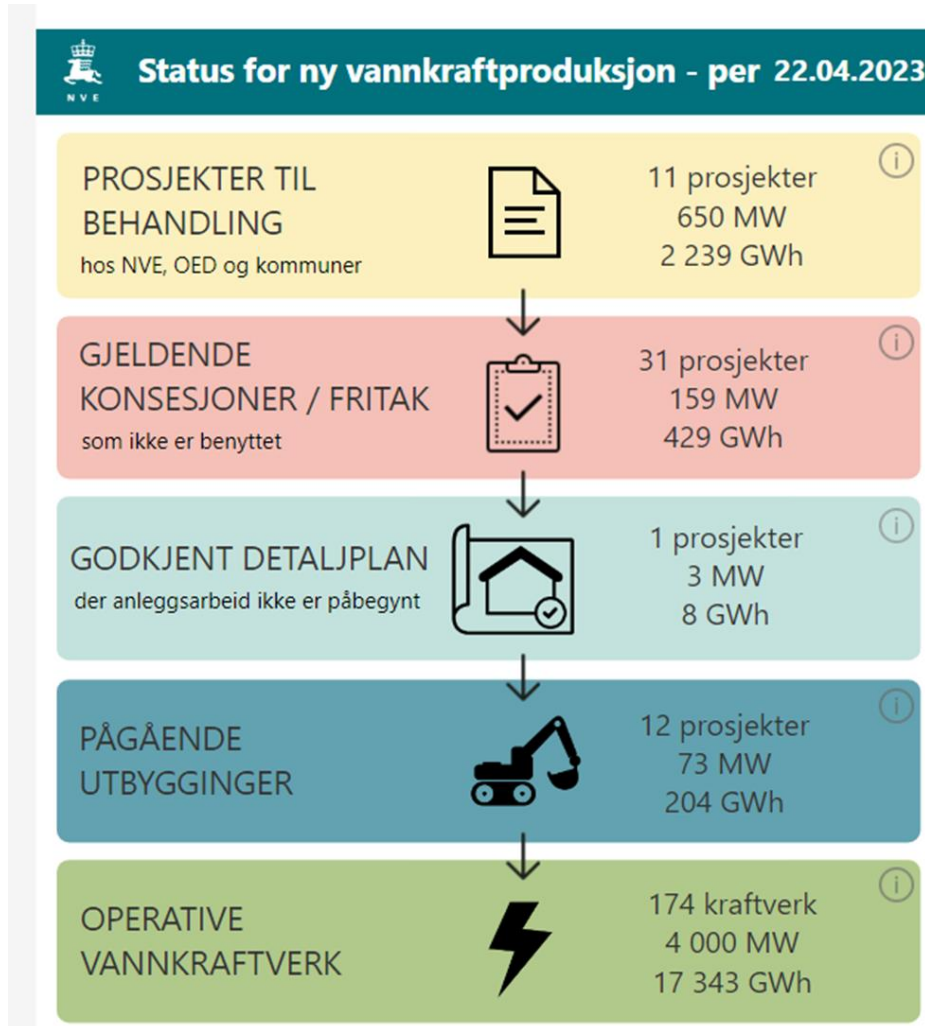 NVE
Status for ny vannkraftproduksjon - per 22.04.2023
PROSJEKTER TIL
BEHANDLING
hos NVE, OED og kommuner
11 prosjekter
650 MW
2 239 GWh
GJELDENDE
KONSESJONER / FRITAK
som ikke er benyttet
31 prosjekter
159 MW
429 GWh
GODKJENT DETALJPLAN
der anleggsarbeid ikke er påbegynt
1 prosjekter
3 MW
8 GWh
PÅGÅENDE
UTBYGGINGER
12 prosjekter
73 MW
204 GWh
OPERATIVE
VANNKRAFTVERK
174 kraftverk
4 000 MW
17 343 GWh